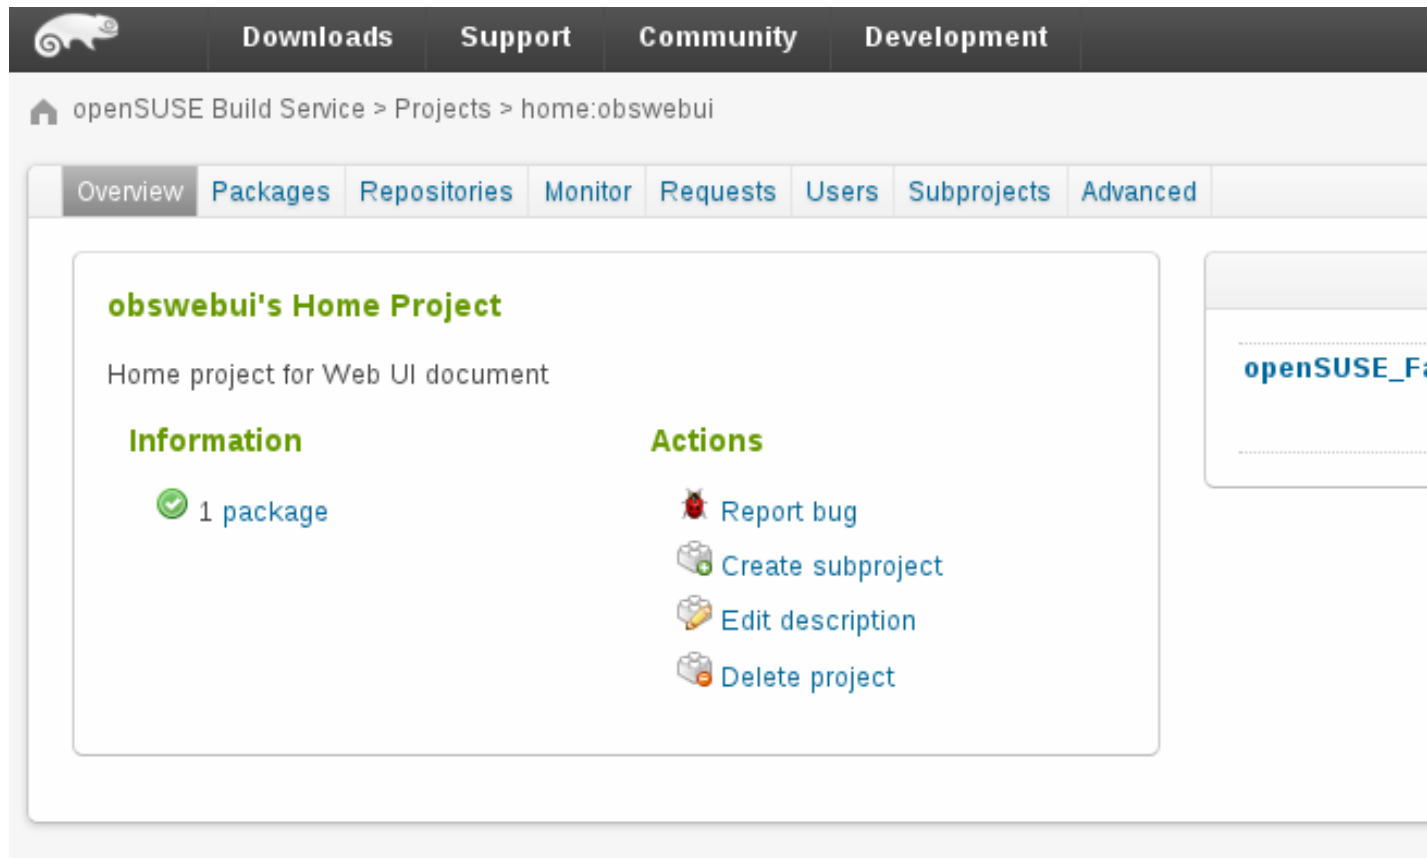 Downloads Support Community Development
openSUSE Build Service > Projects > home:obswebui
Overview Packages Repositories Monitor Requests Users Subprojects Advanced
obswebui's Home Project
Home project for Web UI document
Information
1 package
Actions
Report bug
Create subproject
Edit description
Delete project
openSUSE_Fa